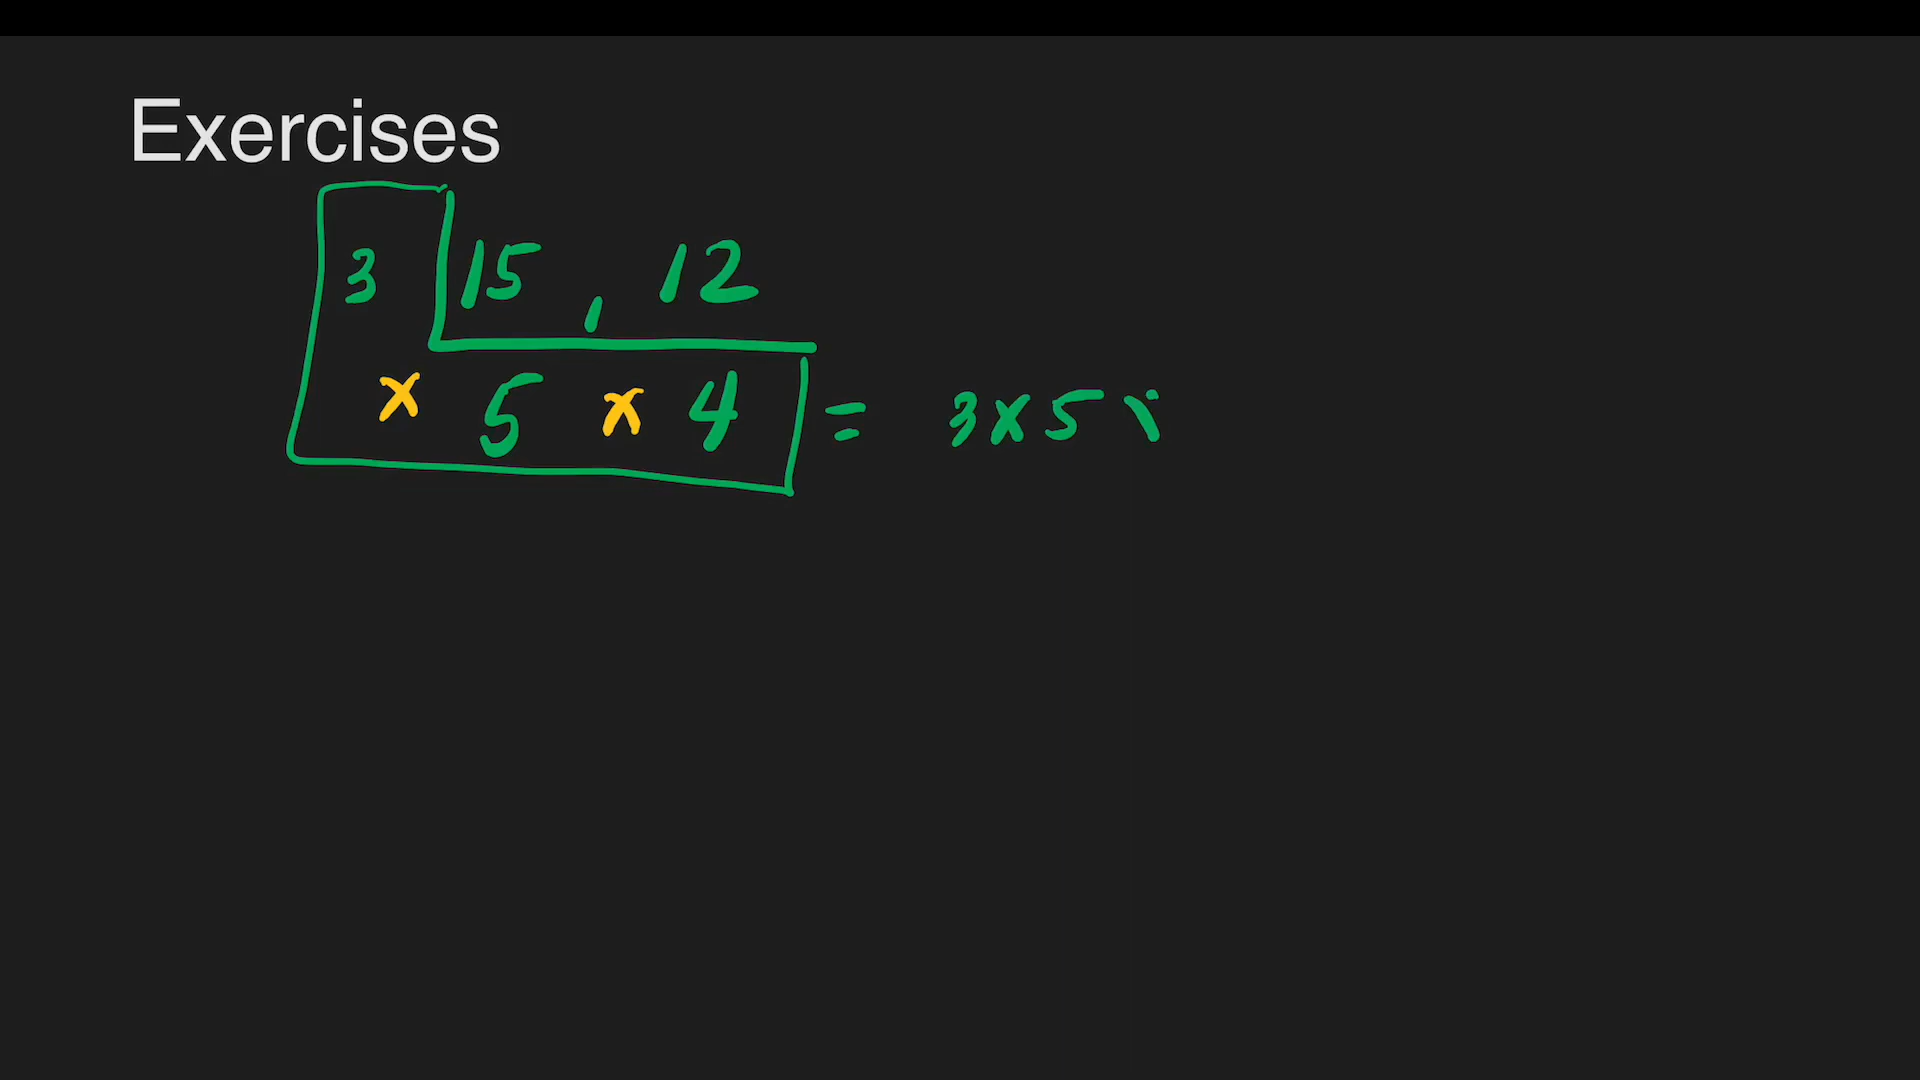 Exercises
3 15, 12
x 5 x 4 = 3x5